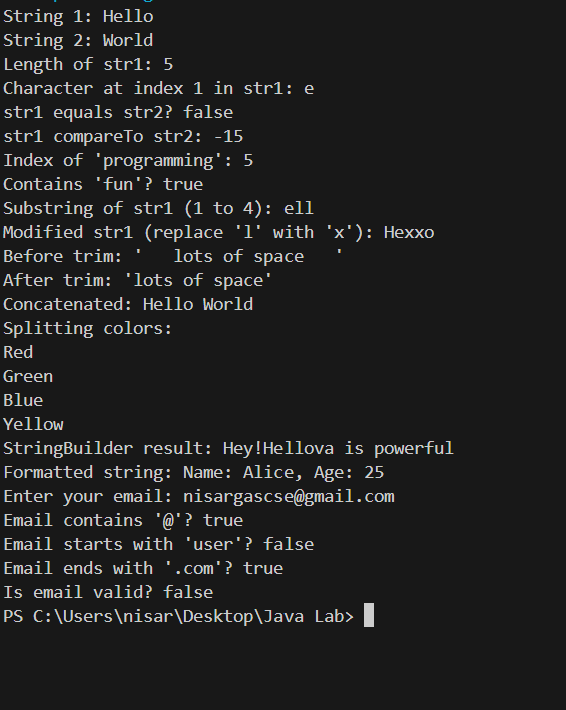 String 1: Hello
String 2: World
Length of str1: 5
Character at index 1 in str1: e
str1 equals str2? false
str1 compareTo str2: -15
Index of 'programming': 5
Contains 'fun'? true
Substring of str1 (1 to 4): ell
Modified str1 (replace 'l' with 'x'): Hexxo
Before trim: '   lots of space   '
After trim: 'lots of space'
Concatenated: Hello World
Splitting colors:
Red
Green
Blue
Yellow
StringBuilder result: Hey!Hellova is powerful
Formatted string: Name: Alice, Age: 25
Enter your email: nisargascse@gmail.com
Email contains '@'? true
Email starts with 'user'? false
Email ends with '.com'? true
Is email valid? false
PS C:\Users\nisar\Desktop\Java Lab>